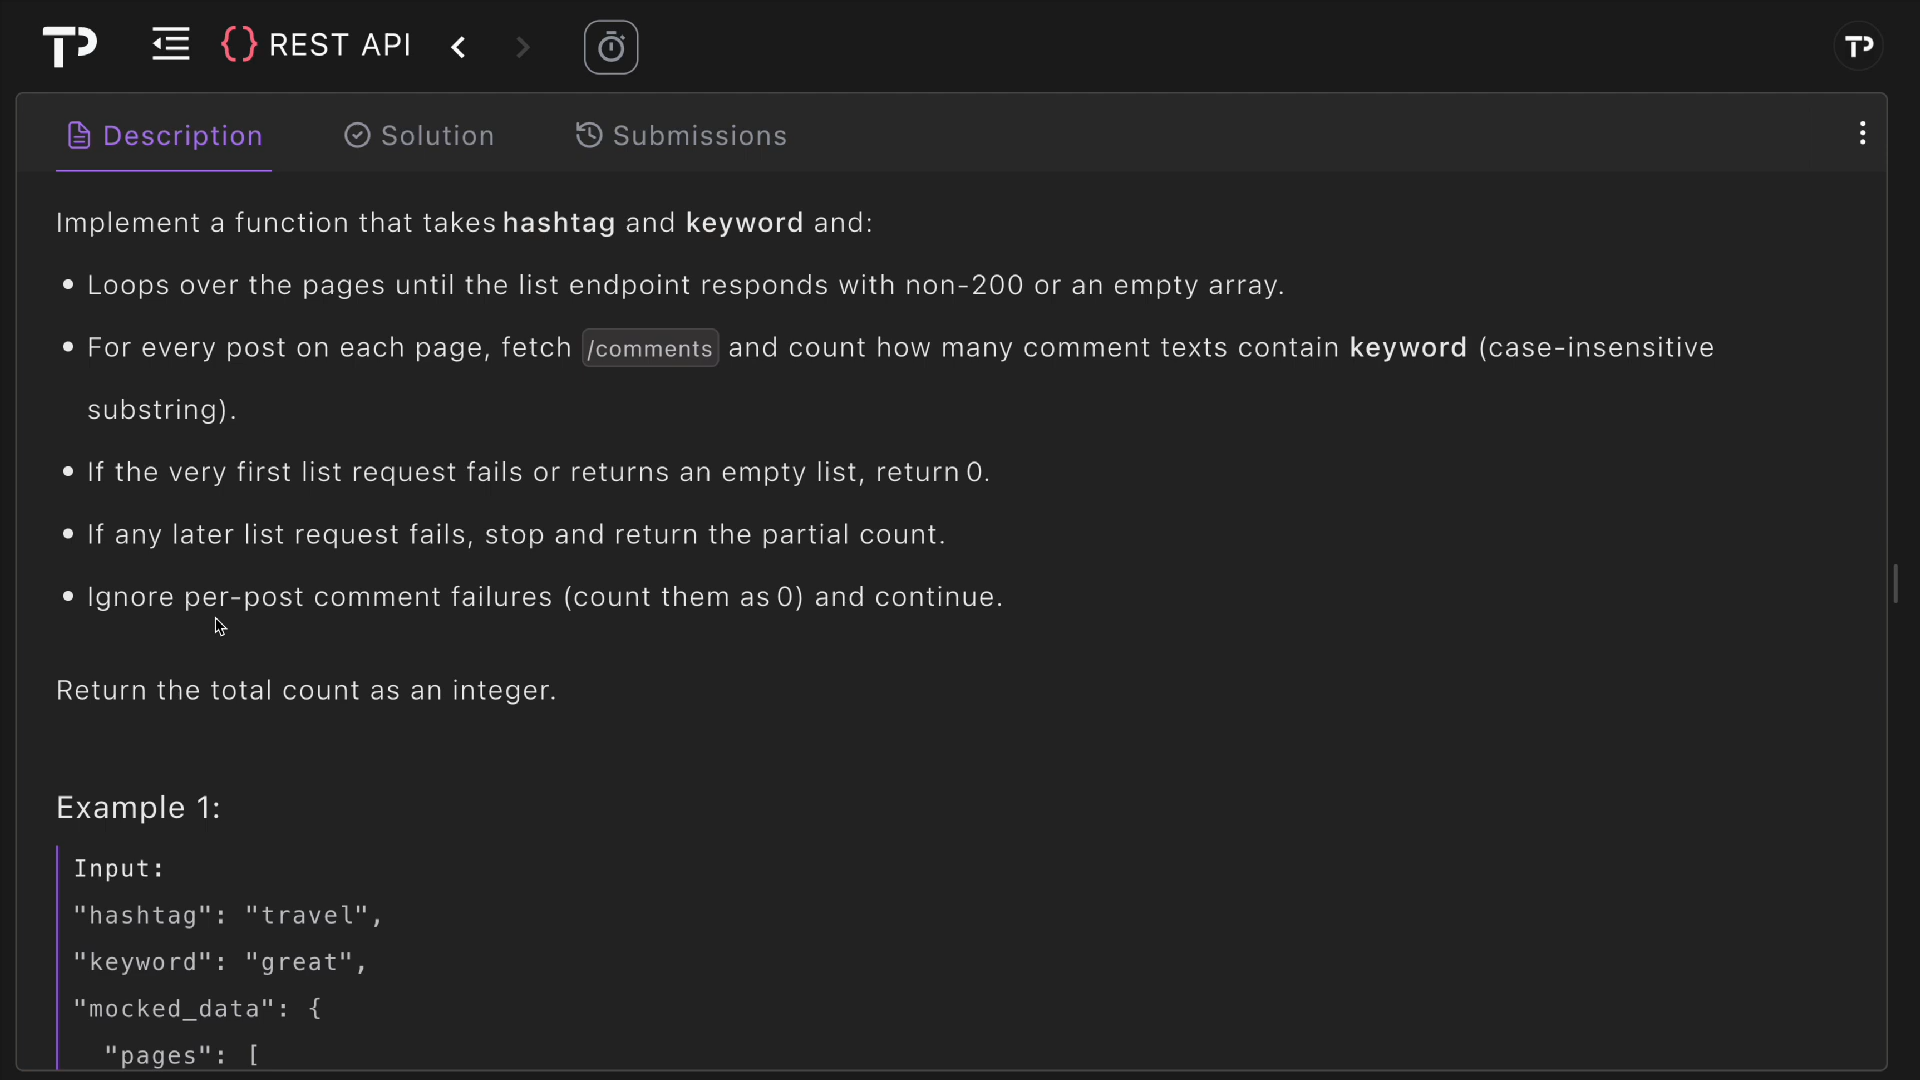 TP {} REST API
TP
Description Solution Submissions
Implement a function that takes hashtag and keyword and:
• Loops over the pages until the list endpoint responds with non-200 or an empty array.
• For every post on each page, fetch /comments and count how many comment texts contain keyword (case-insensitive
substring).
• If the very first list request fails or returns an empty list, return 0.
• If any later list request fails, stop and return the partial count.
• Ignore per-post comment failures (count them as 0) and continue.
Return the total count as an integer.
Example 1:
Input:
"hashtag": "travel",
"keyword": "great",
"mocked_data": {
"pages": [